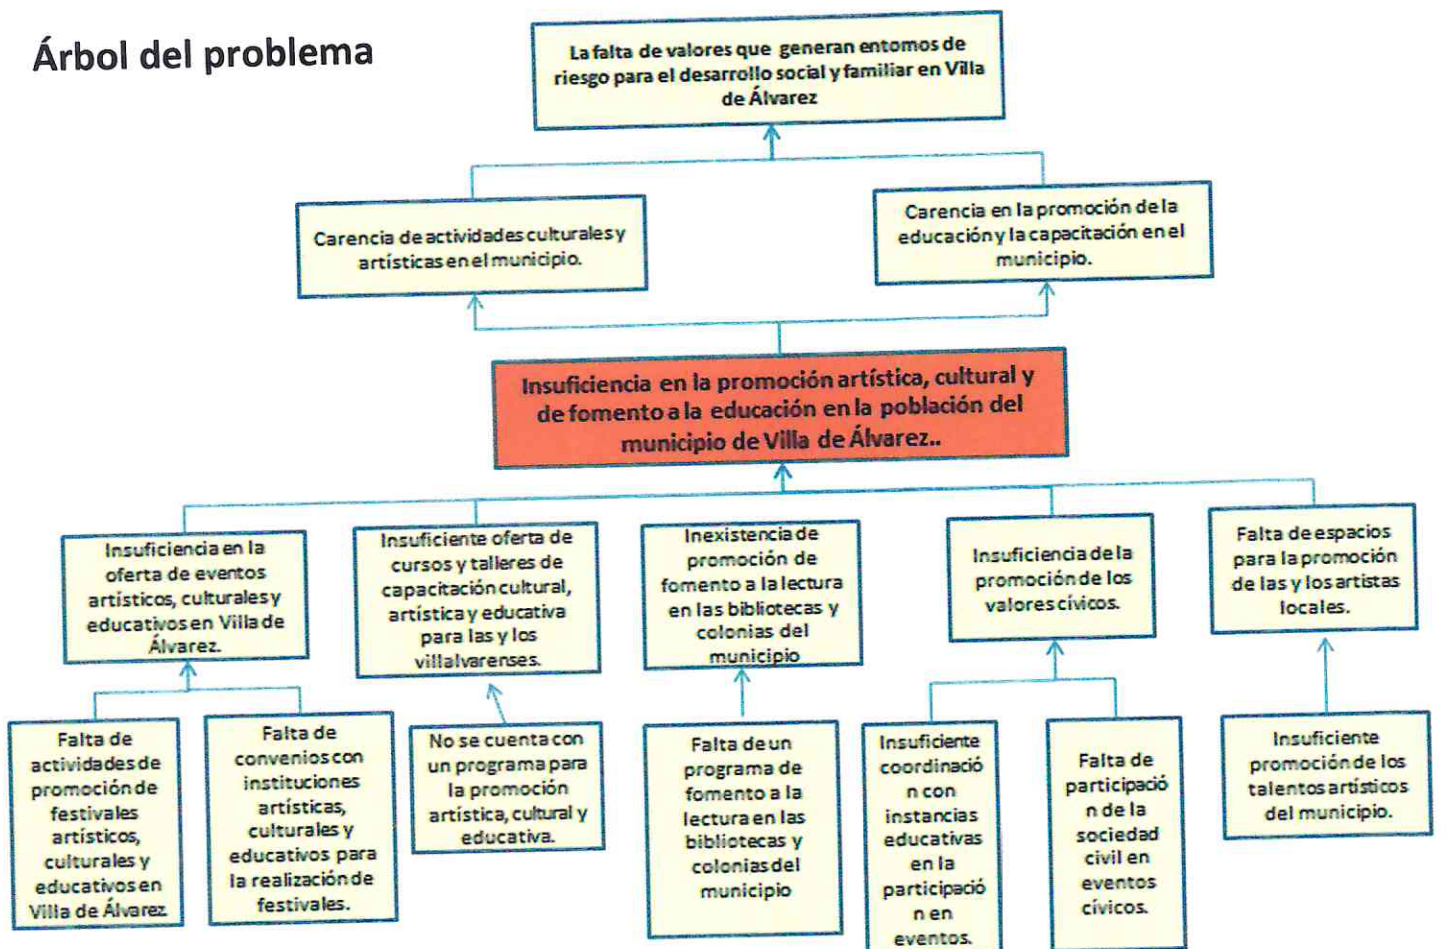 Árbol del problema
La falta de valores que generan entornos de
riesgo para el desarrollo social y familiar en Villa
de Álvarez
Carencia de actividades culturales y
artísticas en el municipio.
Carencia en la promoción de la
educación y la capacitación en el
municipio.
Insuficiencia en la promoción artística, cultural y
de fomento a la educación en la población del
municipio de Villa de Álvarez..
Insuficiencia en la
oferta de eventos
artísticos, culturales y
educativos en Villa de
Álvarez.
Insuficiente oferta de
cursos y talleres de
capacitación cultural,
artística y educativa
para las y los
villalvarenses.
Inexistencia de
promoción de
fomento a la lectura
en las bibliotecas y
colonias del
municipio
Insuficiencia de la
promoción de los
valores cívicos.
Falta de espacios
para la promoción
de las y los artistas
locales.
Falta de
actividades de
promoción de
festivales
artísticos,
culturales y
educativos en
Villa de Álvarez
Falta de
convenios con
instituciones
artísticas,
culturales y
educativos para
la realización de
festivales.
No se cuenta con
un programa para
la promoción
artística, cultural y
educativa.
Falta de un
programa de
fomento a la
lectura en las
bibliotecas y
colonias del
municipio
Insuficiente
coordinació
n con
instancias
educativas
en la
participació
n en
eventos.
Falta de
participació
n de la
sociedad
civil en
eventos
cívicos.
Insuficiente
promoción de los
talentos artísticos
del municipio.